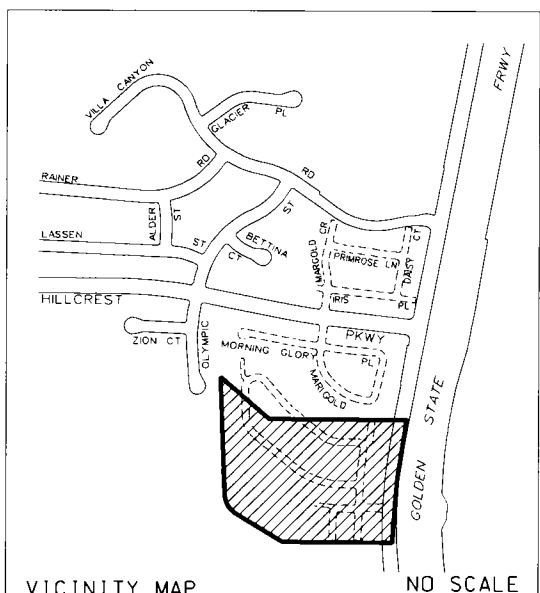 VILLA CANYON
GLACIER PL
FRWY
RAINER RD
RD
ALDER ST
ST
LASSEN ST
BETTINA CT
MARGOLD CR
PRIMROSE LN
DAISY CT
IRIS PL
HILLCREST PKWY
ZION CT
OLYMPIC
MORNING GLORY PL
MARIGOLD
GOLDEN STATE
VICINITY MAP
NO SCALE